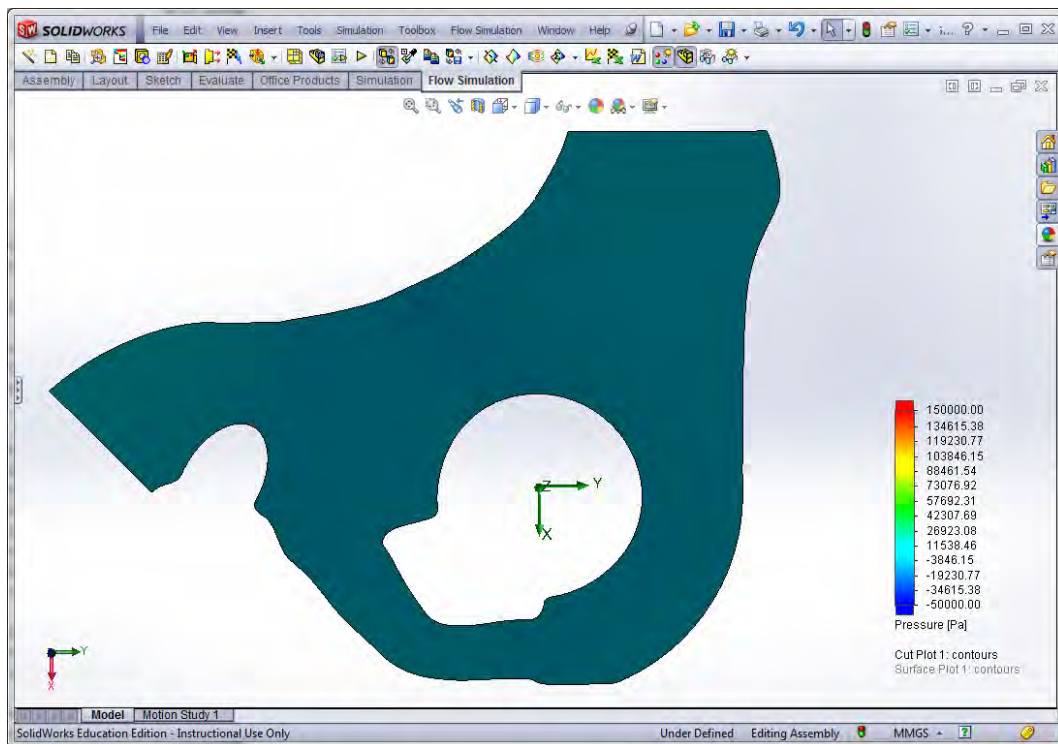 SW SOLIDWORKS File Edit View Insert Tools Simulation Toolbox Flow Simulation Window Help i... ?
Assembly Layout Sketch Evaluate Office Products Simulation Flow Simulation
150000.00
134615.38
119230.77
103846.15
88461.54
73076.92
57692.31
42307.69
26923.08
11538.46
-3846.15
-19230.77
-34615.38
-50000.00
Pressure [Pa]
Cut Plot 1: contours
Surface Plot 1: contours
Z Y
X
Y
X
Model Motion Study 1
SolidWorks Education Edition - Instructional Use Only Under Defined Editing Assembly MMGS ?